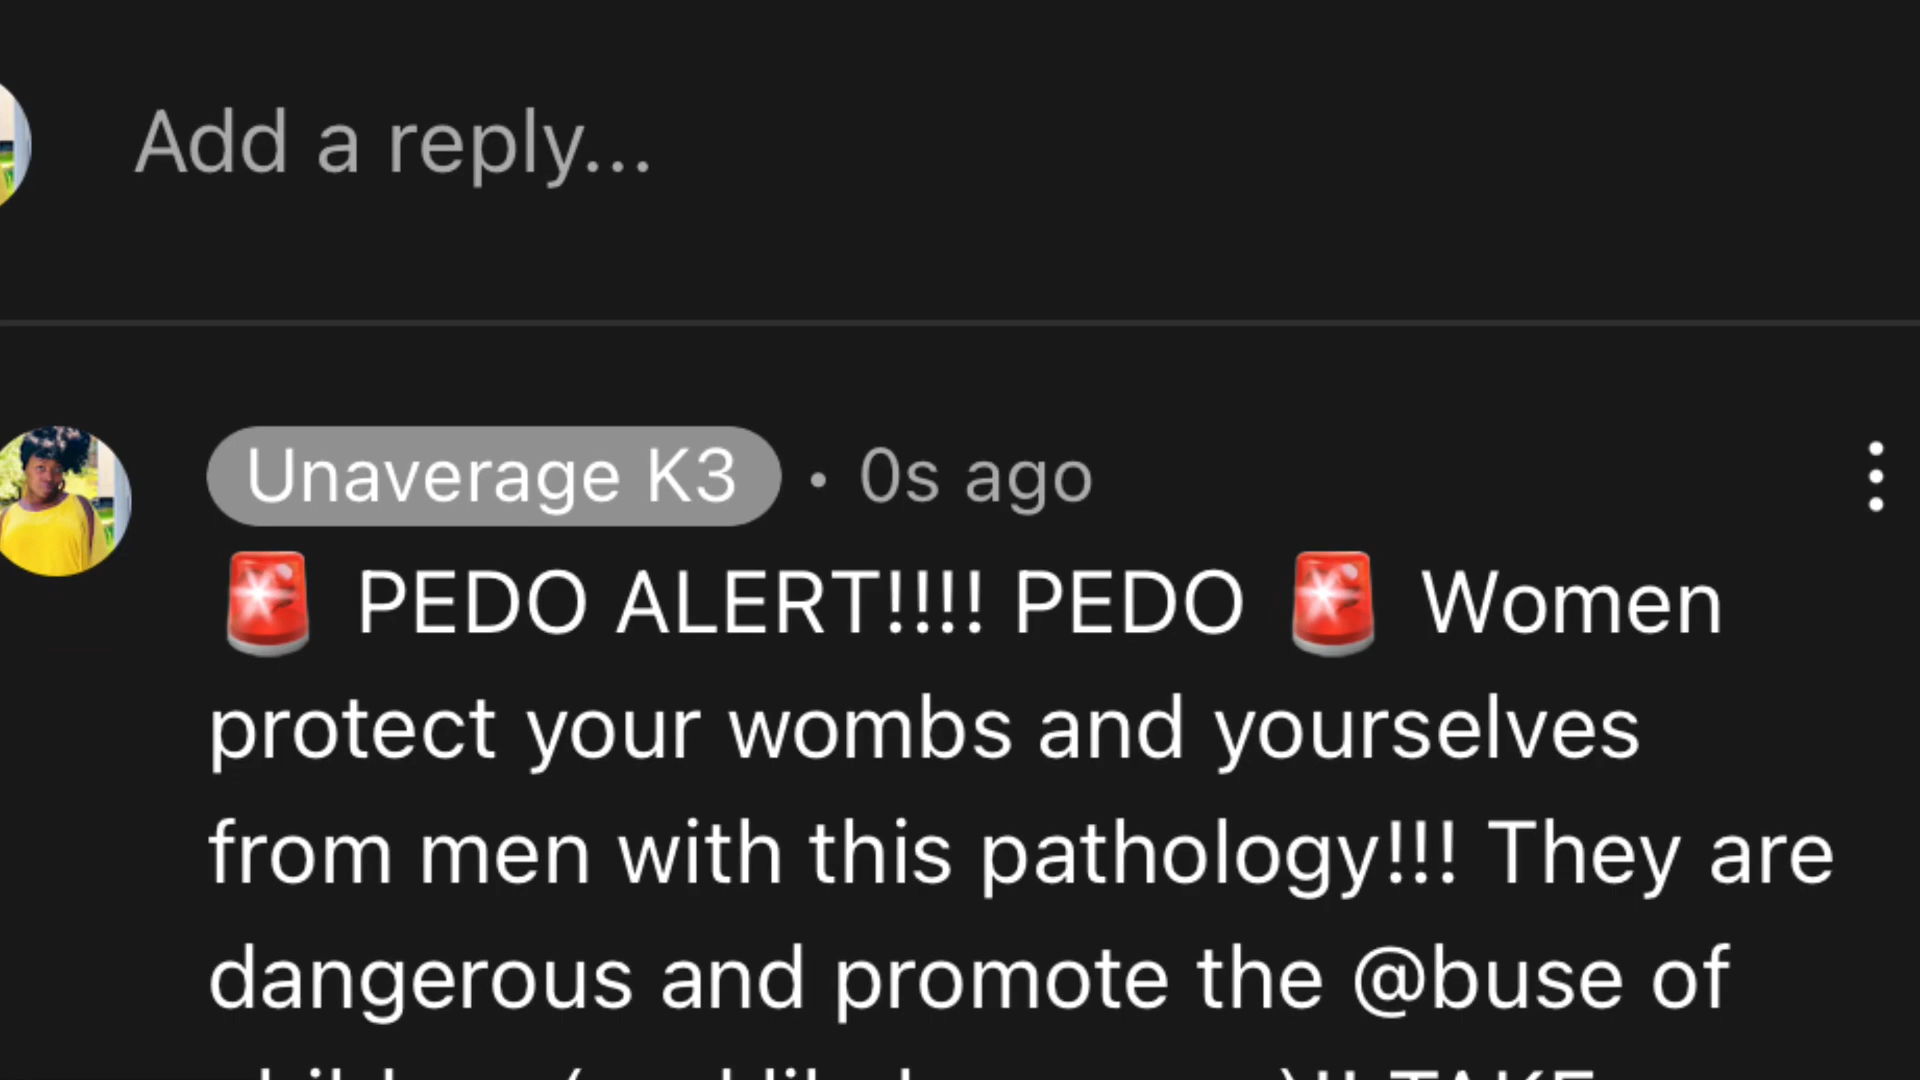 Add a reply...
Unaverage K3 • 0s ago
🚨 PEDO ALERT!!!! PEDO 🚨 Women
protect your wombs and yourselves
from men with this pathology!!! They are
dangerous and promote the @buse of